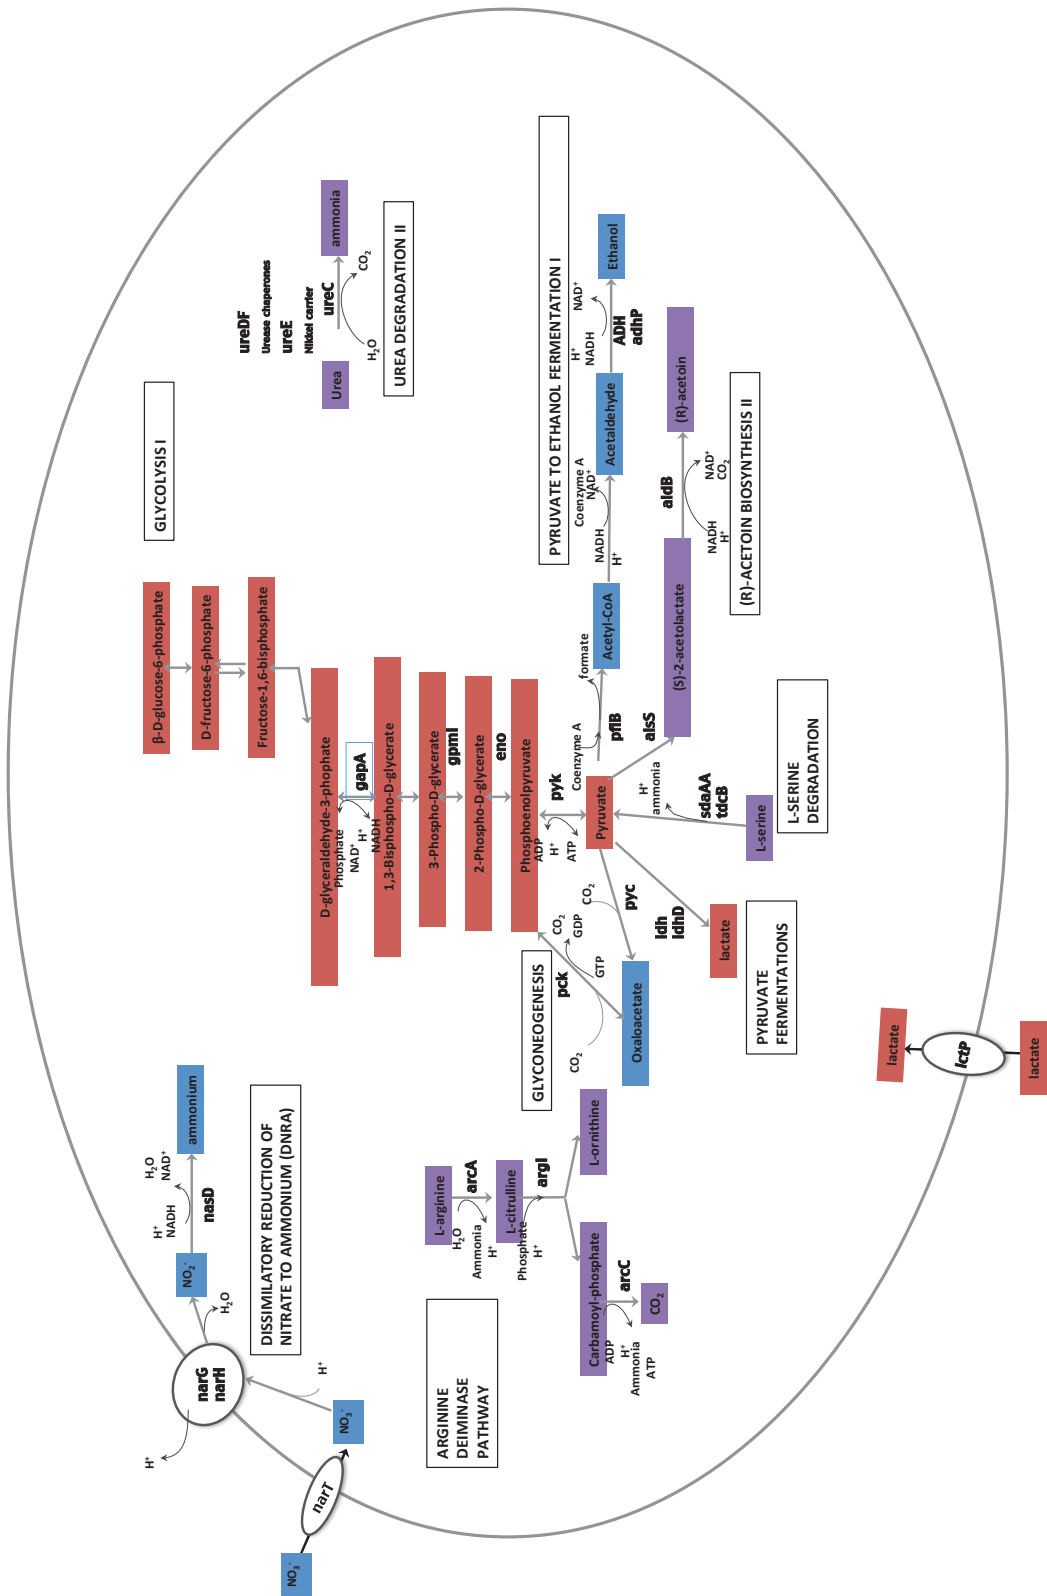 NO₃⁻
narT
NO₃⁻
H⁺
narG
narH
H⁺
H₂O
NO₂⁻
H⁺
NADH
H₂O
NAD⁺
nasD
ammonium
DISSIMILATORY REDUCTION OF
NITRATE TO AMMONIUM (DNRA)
GLYCOLYSIS I
β-D-glucose-6-phosphate
D-fructose-6-phosphate
Fructose-1,6-bisphosphate
D-glyceraldehyde-3-phophate
Phosphate
NAD⁺
H⁺
NADH
gapA
1,3-Bisphospho-D-glycerate
3-Phospho-D-glycerate
gpmI
2-Phospho-D-glycerate
eno
Phosphoenolpyruvate
ADP
H⁺
ATP
pyk
Pyruvate
ureDF
Urease chaperones
ureE
Nikkel carrier
ureC
Urea
H₂O
CO₂
ammonia
UREA DEGRADATION II
ARGININE
DEIMINASE
PATHWAY
L-arginine
H₂O
Ammonia
H⁺
arcA
L-citrulline
Phosphate
H⁺
argI
L-ornithine
Carbamoyl-phosphate
ADP
H⁺
Ammonia
ATP
arcC
CO₂
GLYCONEOGENESIS
pck
CO₂
GDP
GTP
CO₂
Oxaloacetate
CO₂
pyc
ldh
ldhD
lactate
PYRUVATE
FERMENTATIONS
PYRUVATE TO ETHANOL FERMENTATION I
Coenzyme A
formate
pflB
Acetyl-CoA
NADH
H⁺
Coenzyme A
NAD⁺
Acetaldehyde
H⁺
NADH
NAD⁺
ADH
adhP
Ethanol
alsS
(S)-2-acetolactate
aldB
NADH
H⁺
NAD⁺
CO₂
(R)-acetoin
(R)-ACETOIN BIOSYNTHESIS II
H⁺
ammonia
sdaAA
tdcB
L-serine
L-SERINE
DEGRADATION
lactate
lctP
lactate